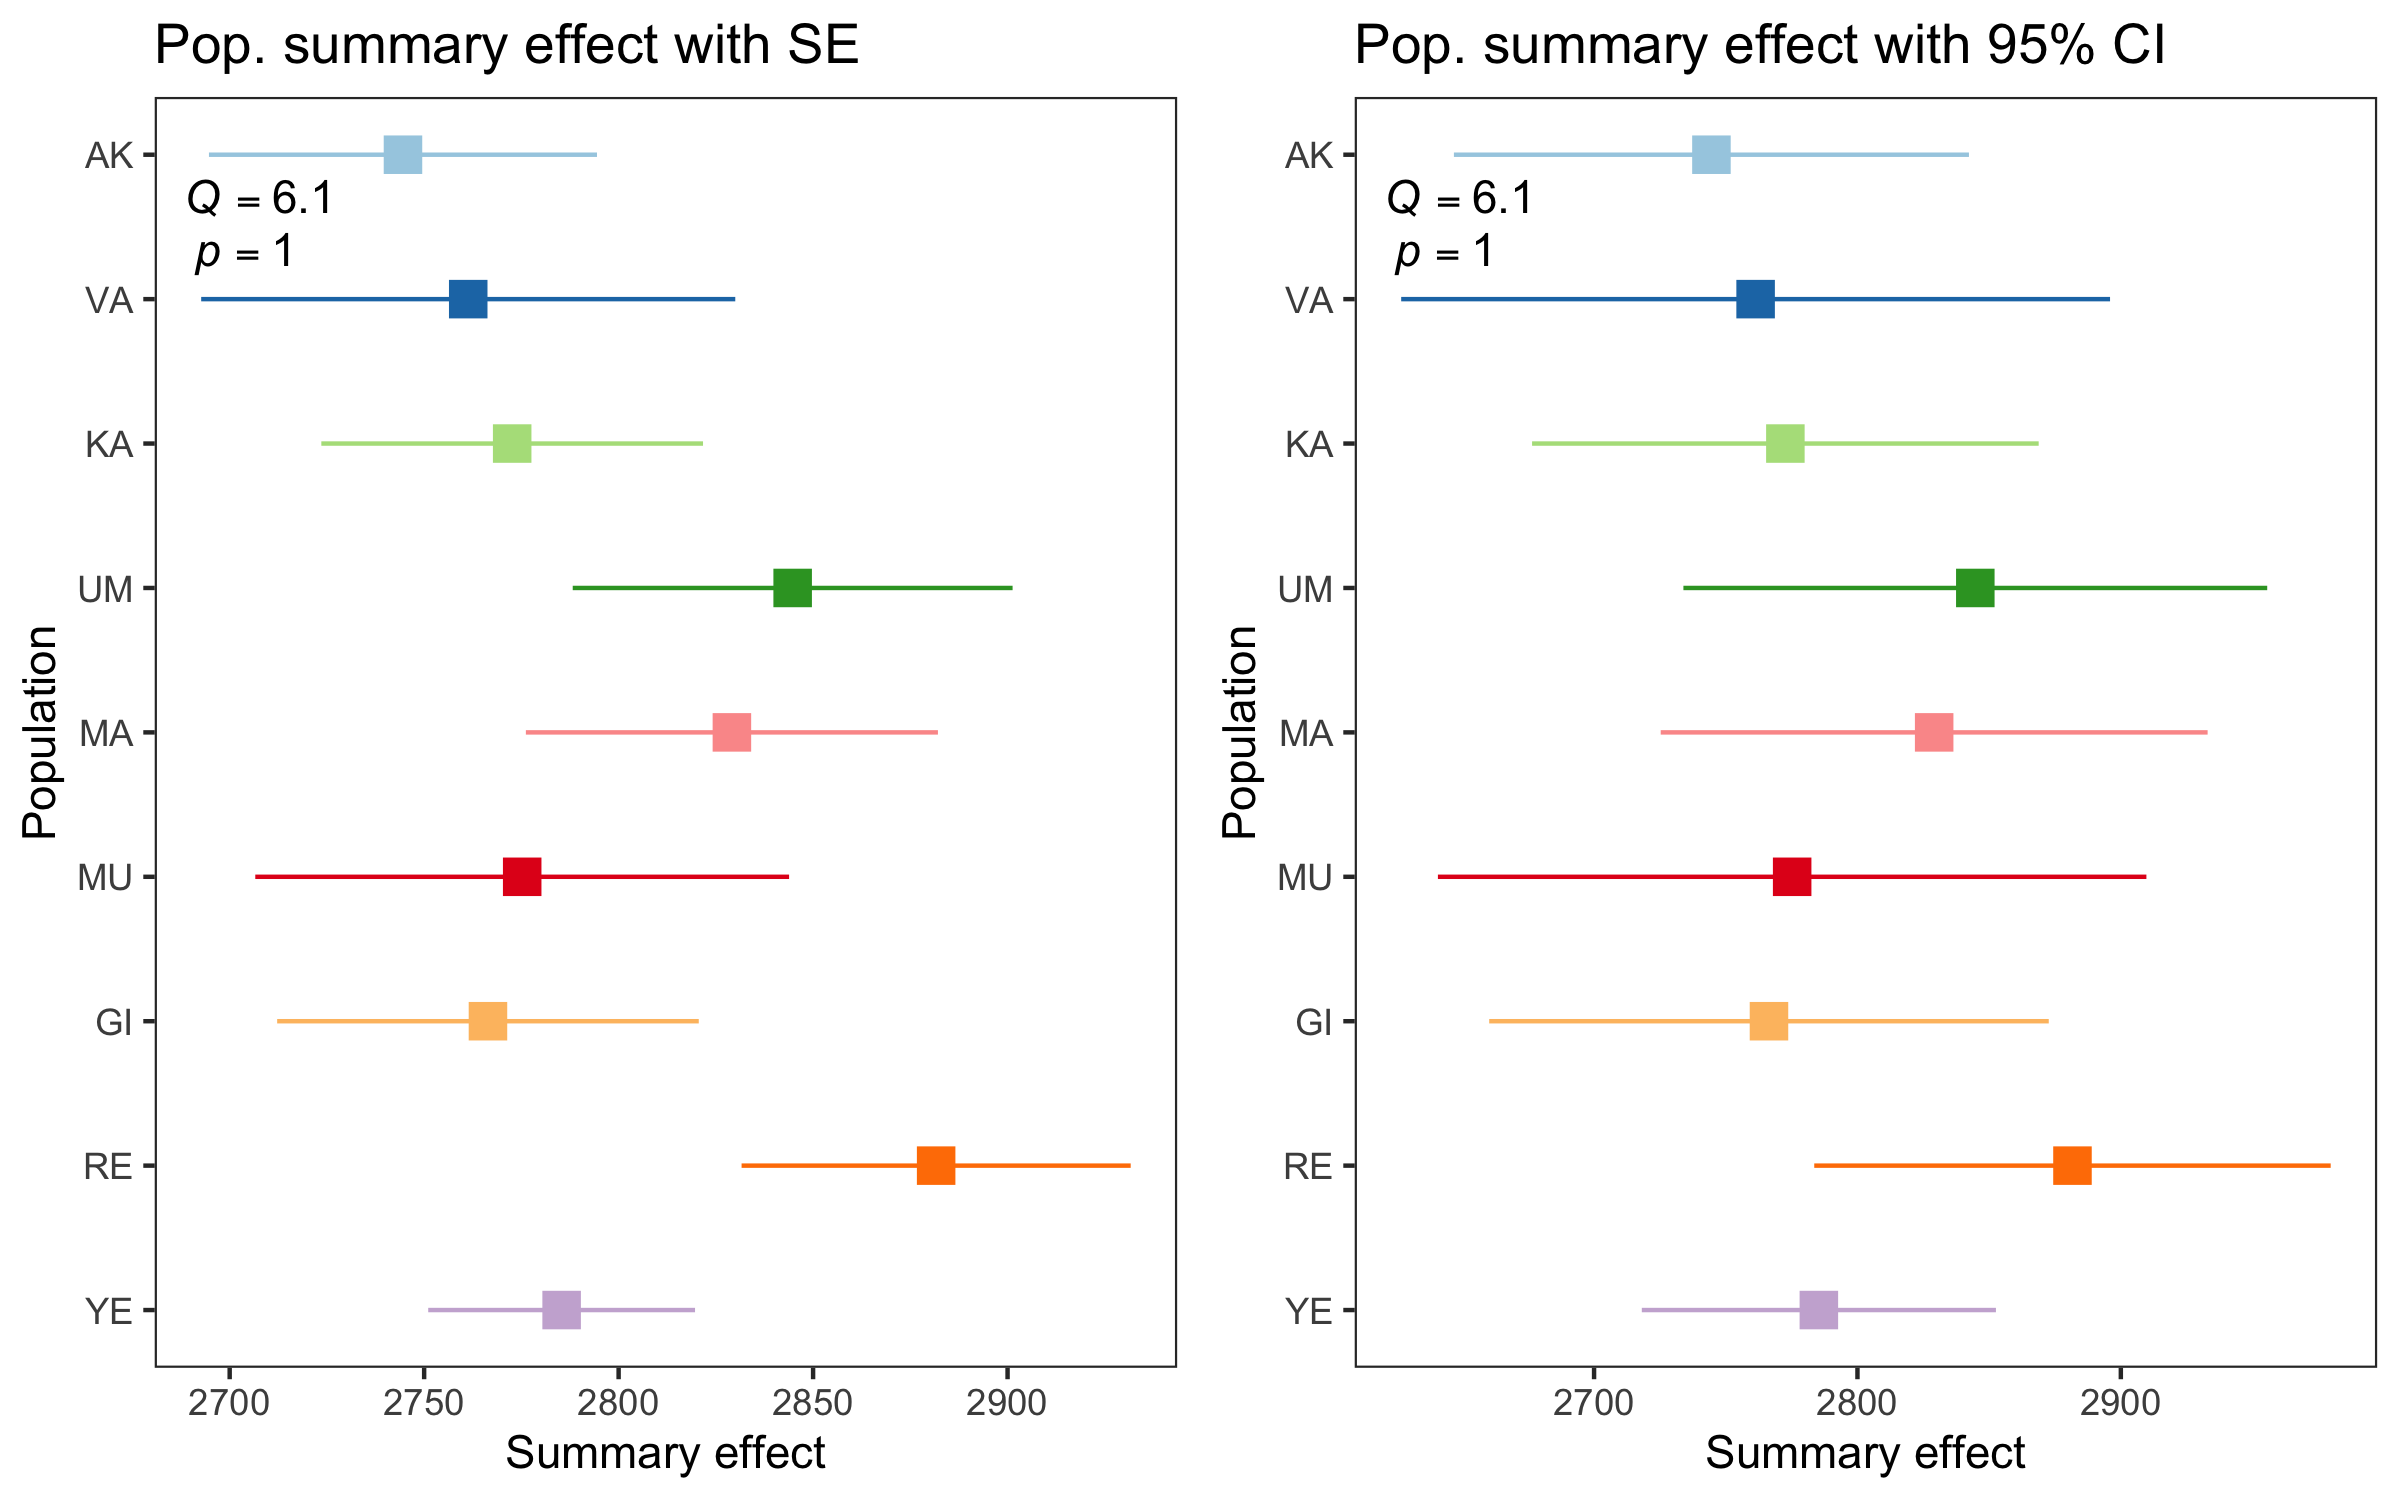 Pop. summary effect with SE
AK
Q = 6.1
p = 1
VA
KA
UM
MA
MU
GI
RE
YE
Population
2700 2750 2800 2850 2900
Summary effect
Pop. summary effect with 95% CI
AK
Q = 6.1
p = 1
VA
KA
UM
MA
MU
GI
RE
YE
Population
2700 2800 2900
Summary effect